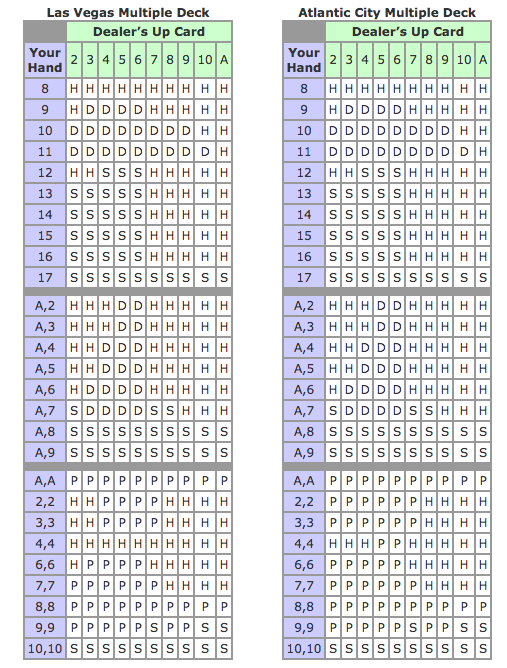 Las Vegas Multiple Deck
Dealer's Up Card
Your Hand 2 3 4 5 6 7 8 9 10 A
8 H H H H H H H H H H
9 H D D D D H H H H H
10 D D D D D D D D H H
11 D D D D D D D D D H
12 H H S S S H H H H H
13 S S S S S H H H H H
14 S S S S S H H H H H
15 S S S S S H H H H H
16 S S S S S H H H H H
17 S S S S S S S S S S
A,2 H H H D D H H H H H
A,3 H H H D D H H H H H
A,4 H H D D D H H H H H
A,5 H H D D D H H H H H
A,6 H D D D D H H H H H
A,7 S D D D D S S H H H
A,8 S S S S S S S S S S
A,9 S S S S S S S S S S
A,A P P P P P P P P P P
2,2 H H P P P P H H H H
3,3 H H P P P P H H H H
4,4 H H H H H H H H H H
6,6 H P P P P H H H H H
7,7 P P P P P P H H H H
8,8 P P P P P P P P P P
9,9 P P P P P S P P S S
10,10 S S S S S S S S S S
Atlantic City Multiple Deck
Dealer's Up Card
Your Hand 2 3 4 5 6 7 8 9 10 A
8 H H H H H H H H H H
9 H D D D D H H H H H
10 D D D D D D D D H H
11 D D D D D D D D D H
12 H H S S S H H H H H
13 S S S S S H H H H H
14 S S S S S H H H H H
15 S S S S S H H H H H
16 S S S S S H H H H H
17 S S S S S S S S S S
A,2 H H H D D H H H H H
A,3 H H H D D H H H H H
A,4 H H D D D H H H H H
A,5 H H D D D H H H H H
A,6 H D D D D H H H H H
A,7 S D D D D S S H H H
A,8 S S S S S S S S S S
A,9 S S S S S S S S S S
A,A P P P P P P P P P P
2,2 P P P P P P H H H H
3,3 P P P P P P H H H H
4,4 H H H P P H H H H H
6,6 P P P P P H H H H H
7,7 P P P P P P H H H H
8,8 P P P P P P P P P P
9,9 P P P P P S P P S S
10,10 S S S S S S S S S S